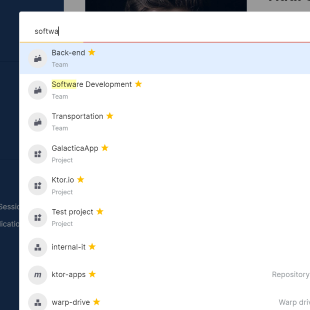 softwa
Back-end
Team
Software Development
Team
Transportation
Team
GalacticaApp
Project
Ktor.io
Project
Test project
Project
internal-it
m ktor-apps Repository
warp-drive Warp dri